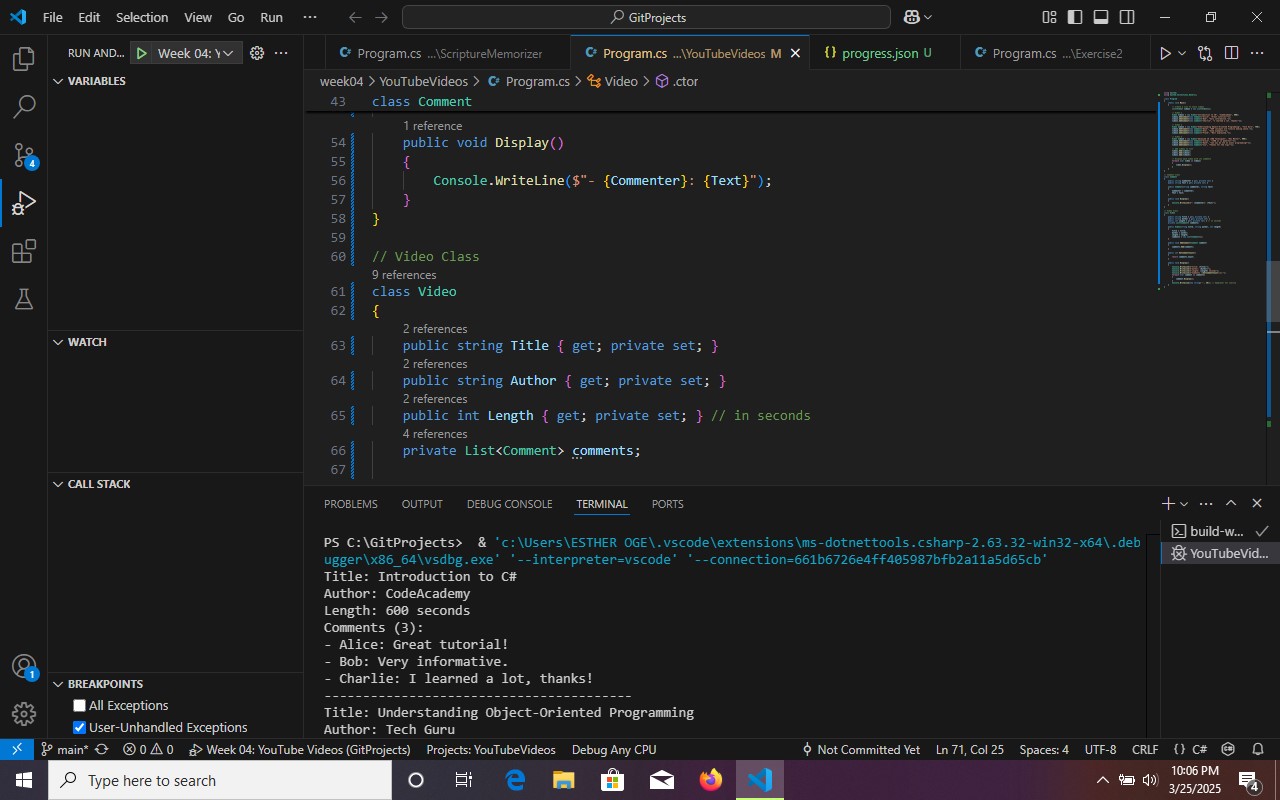 File Edit Selection View Go Run ··· GitProjects
RUN AND... Week 04: Y ···
Program.cs ...\ScriptureMemorizer Program.cs ...\YouTubeVideos M progress.json U Program.cs ...\Exercise2 ···
VARIABLES
week04 > YouTubeVideos > Program.cs > Video > .ctor
43 class Comment
1 reference
54 public void Display()
55 {
56 Console.WriteLine($"- {Commenter}: {Text}");
57 }
58 }
59
60 // Video Class
9 references
61 class Video
62 {
2 references
63 public string Title { get; private set; }
2 references
64 public string Author { get; private set; }
2 references
65 public int Length { get; private set; } // in seconds
4 references
66 private List<Comment> comments;
67
WATCH
CALL STACK
BREAKPOINTS
All Exceptions
User-Unhandled Exceptions
4
1
PROBLEMS OUTPUT DEBUG CONSOLE TERMINAL PORTS ···
build-w...
YouTubeVid...
PS C:\GitProjects>  & 'c:\Users\ESTHER OGE\.vscode\extensions\ms-dotnettools.csharp-2.63.32-win32-x64\.deb
ugger\x86_64\vsdbg.exe' '--interpreter=vscode' '--connection=661b6726e4ff405987bfb2a11a5d65cb'
Title: Introduction to C#
Author: CodeAcademy
Length: 600 seconds
Comments (3):
- Alice: Great tutorial!
- Bob: Very informative.
- Charlie: I learned a lot, thanks!
----------------------------------------
Title: Understanding Object-Oriented Programming
Author: Tech Guru
main* 0 0 Week 04: YouTube Videos (GitProjects) Projects: YouTubeVideos Debug Any CPU Not Committed Yet Ln 71, Col 25 Spaces: 4 UTF-8 CRLF {} C#
Type here to search
10:06 PM
3/25/2025
4